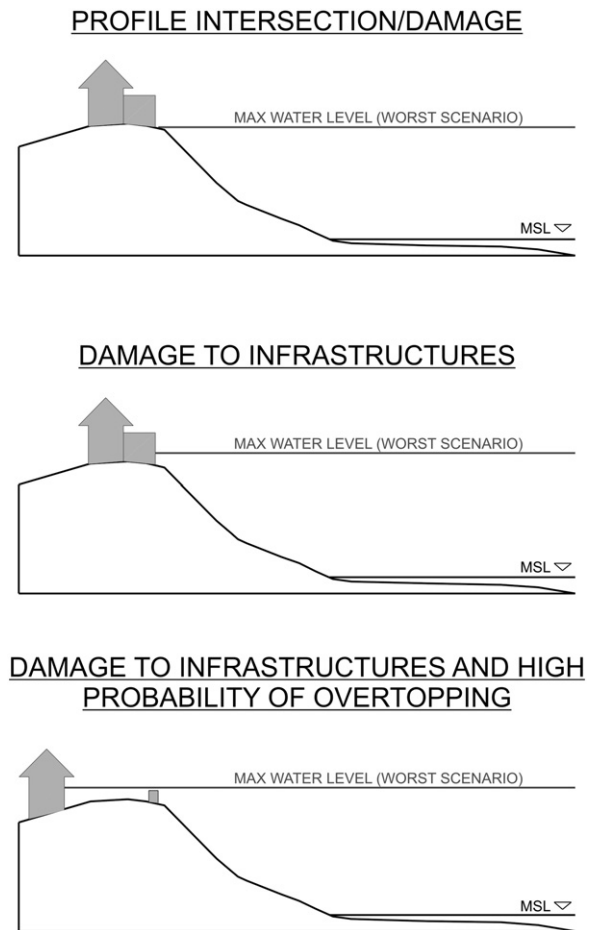 PROFILE INTERSECTION/DAMAGE
MAX WATER LEVEL (WORST SCENARIO)
MSL
DAMAGE TO INFRASTRUCTURES
MAX WATER LEVEL (WORST SCENARIO)
MSL
DAMAGE TO INFRASTRUCTURES AND HIGH
PROBABILITY OF OVERTOPPING
MAX WATER LEVEL (WORST SCENARIO)
MSL